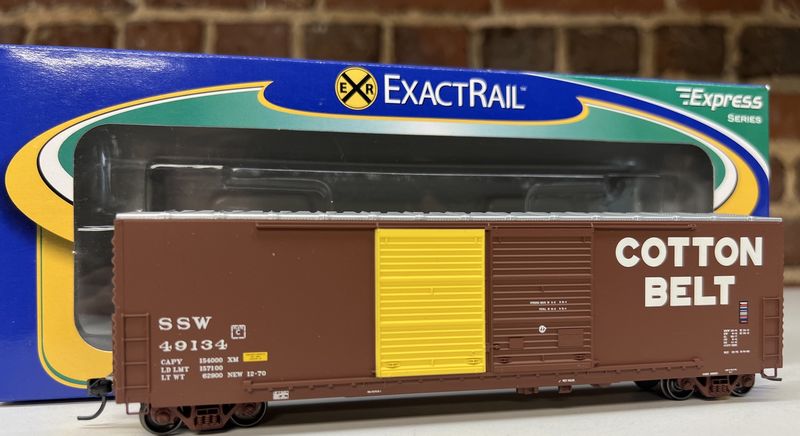 E R
EXACTRAIL
Express
SERIES
COTTON
BELT
SSW
49134
C
CAPY 154000 XM
LD LMT 157100
LT WT 62900 NEW 12-70